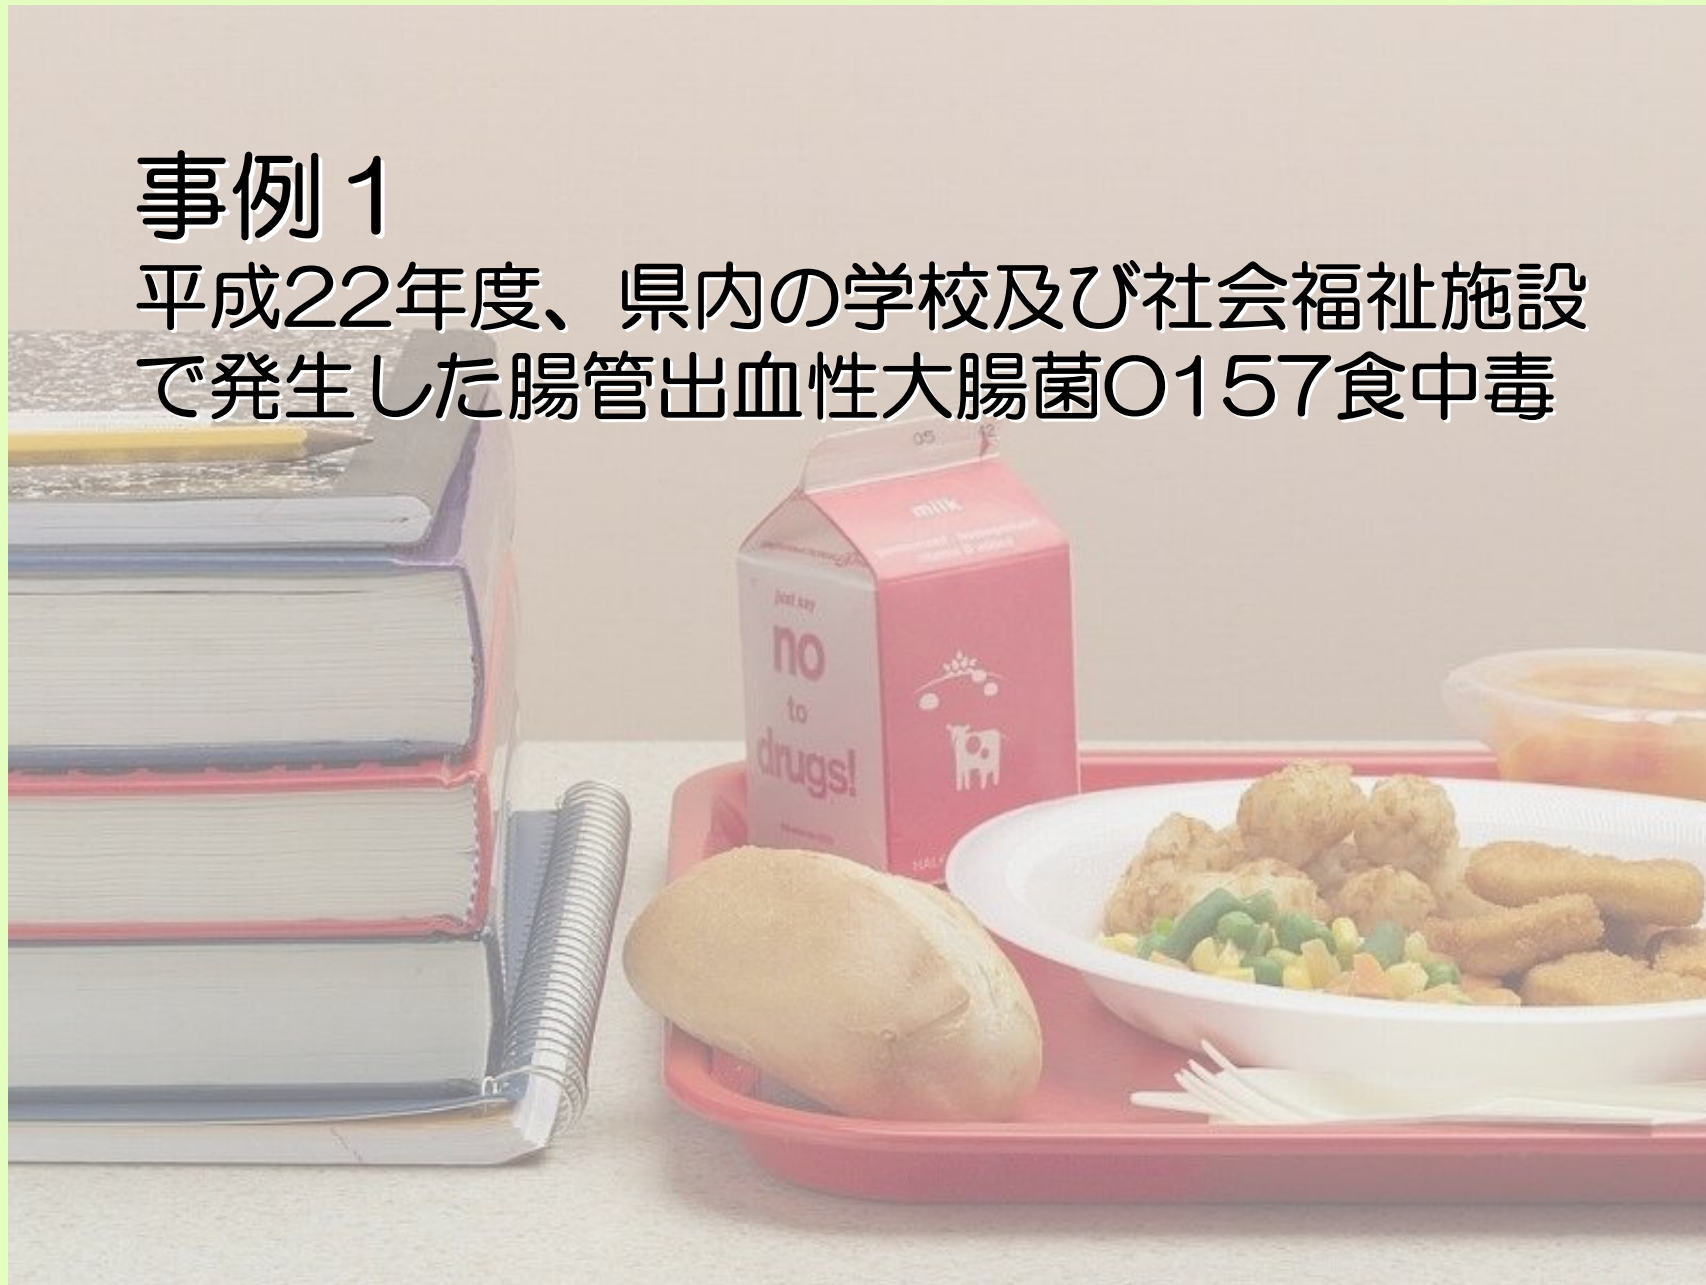 事例１
平成22年度、県内の学校及び社会福祉施設
で発生した腸管出血性大腸菌O157食中毒
05 12
milk
just say
no
to
drugs!